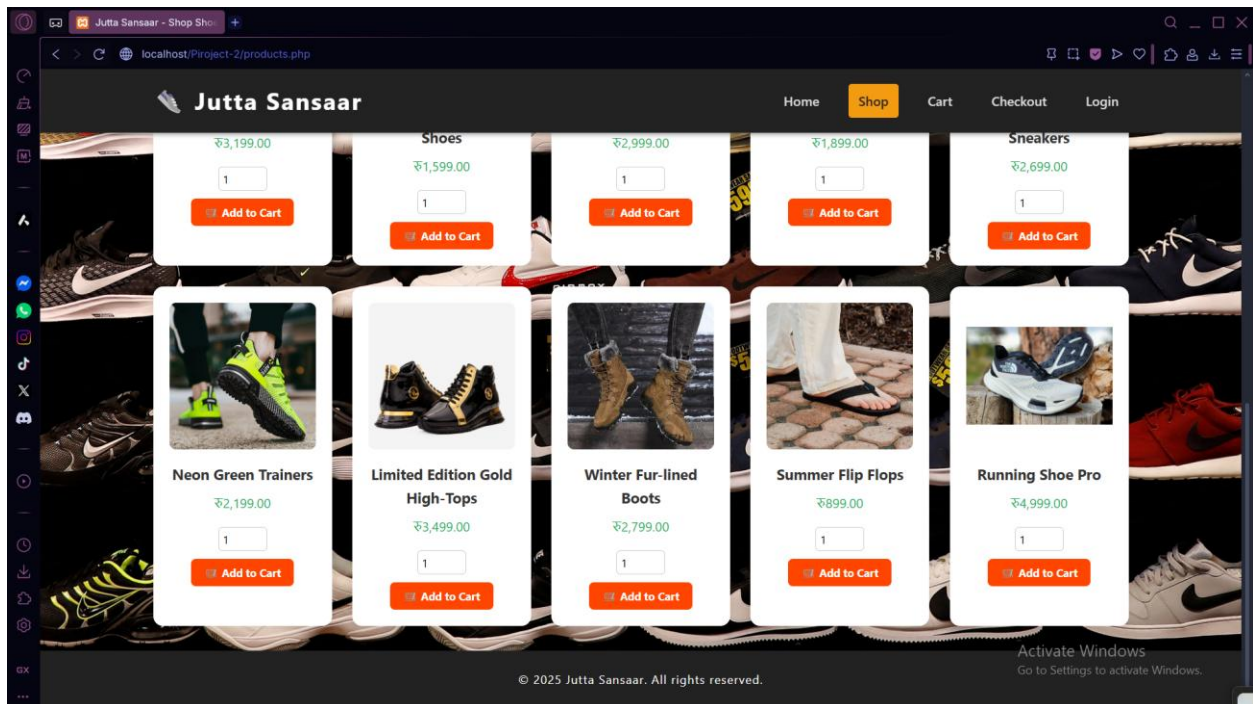 Jutta Sansaar - Shop Sho
localhost/Piroject-2/products.php
Jutta Sansaar
Home Shop Cart Checkout Login
Shoes Sneakers
रु3,199.00 रु2,999.00 रु1,899.00
रु1,599.00 रु2,699.00
1 1 1
1 1
Add to Cart Add to Cart Add to Cart
Add to Cart Add to Cart
Neon Green Trainers Limited Edition Gold Winter Fur-lined Summer Flip Flops Running Shoe Pro
High-Tops Boots
रु2,199.00 रु899.00 रु4,999.00
रु3,499.00 रु2,799.00
1 1 1
1 1
Add to Cart Add to Cart Add to Cart
Add to Cart Add to Cart
Activate Windows
Go to Settings to activate Windows.
© 2025 Jutta Sansaar. All rights reserved.
GX